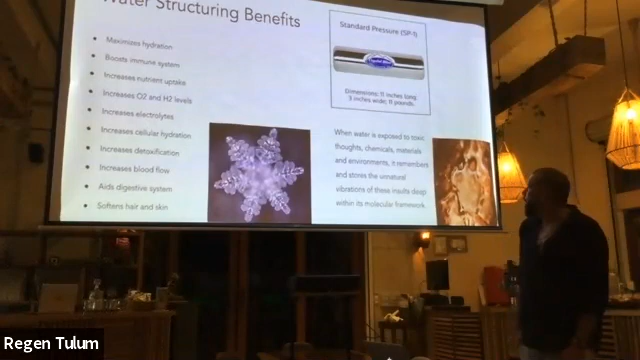 Water Structuring Benefits
Maximizes hydration
Boosts immune system
Increases nutrient uptake
Increases O2 and H2 levels
Increases electrolytes
Increases cellular hydration
Increases detoxification
Increases blood flow
Aids digestive system
Softens hair and skin
Standard Pressure (SP-1)
Dimensions: 11 inches long
3 inches wide; 11 pounds.
When water is exposed to toxic
thoughts, chemicals, materials
and environments, it remembers
and stores the unnatural
vibrations of these insults deep
within its molecular framework.
Regen Tulum